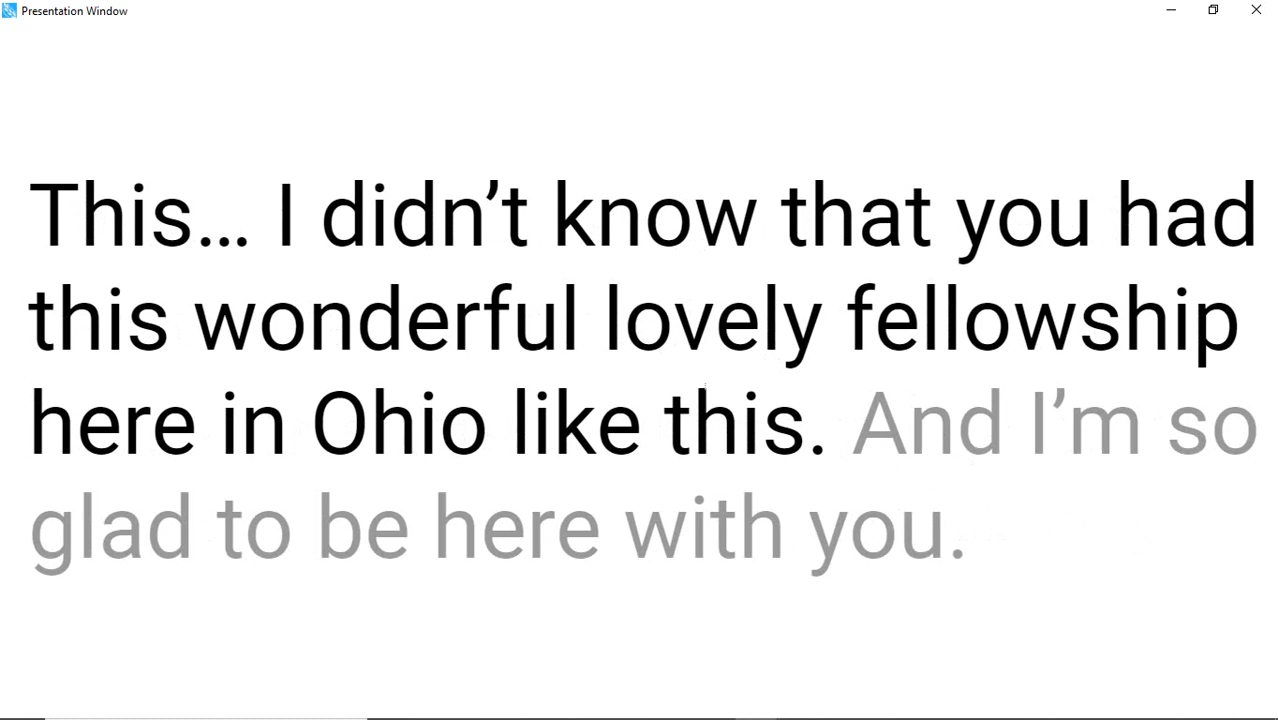 Presentation Window
This… I didn’t know that you had
this wonderful lovely fellowship
here in Ohio like this. And I’m so
glad to be here with you.